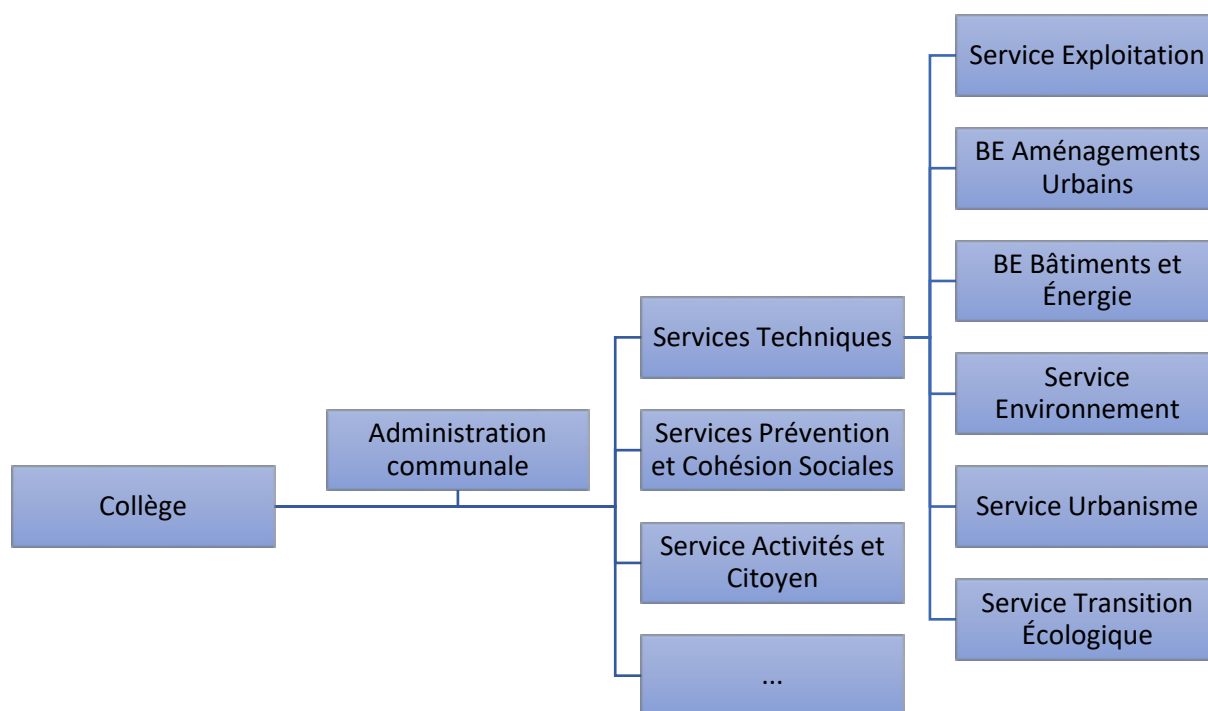 Collège
Administration
communale
Services Techniques
Services Prévention
et Cohésion Sociales
Service Activités et
Citoyen
...
Service Exploitation
BE Aménagements
Urbains
BE Bâtiments et
Énergie
Service
Environnement
Service Urbanisme
Service Transition
Écologique